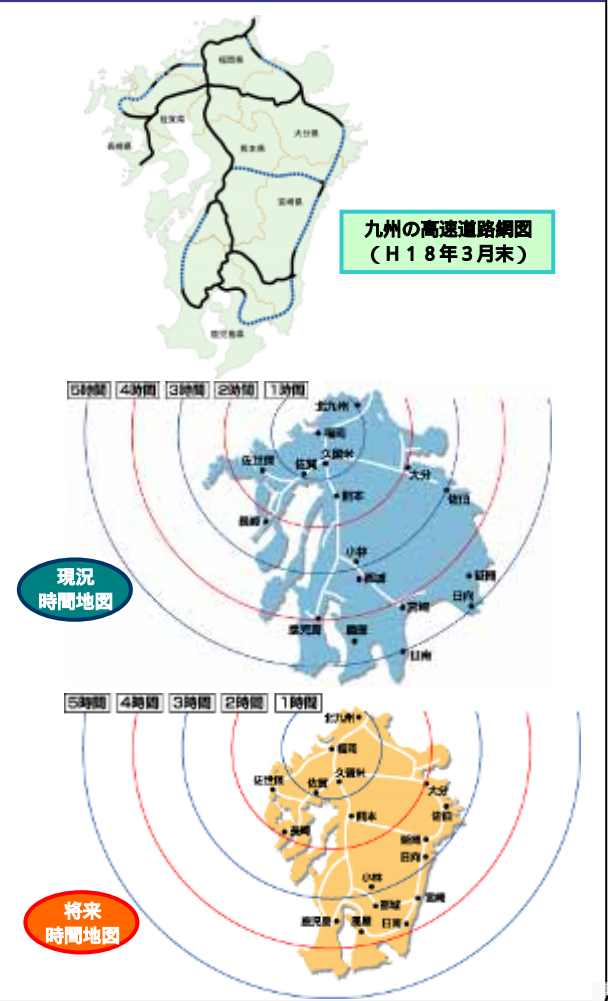 福岡県
佐賀県
長崎県
大分県
熊本県
宮崎県
鹿児島県
九州の高速道路網図
（Ｈ１８年３月末）
5時間 4時間 3時間 2時間 1時間
北九州
福岡
久留米
佐世保
佐賀
大分
熊本
佐伯
長崎
小林
都城
延岡
日向
宮崎
鹿児島
鹿屋
日南
現況
時間地図
5時間 4時間 3時間 2時間 1時間
北九州
福岡
久留米
佐世保
佐賀
大分
熊本
佐伯
長崎
延岡
日向
小林
宮崎
都城
鹿児島
鹿屋
日南
将来
時間地図